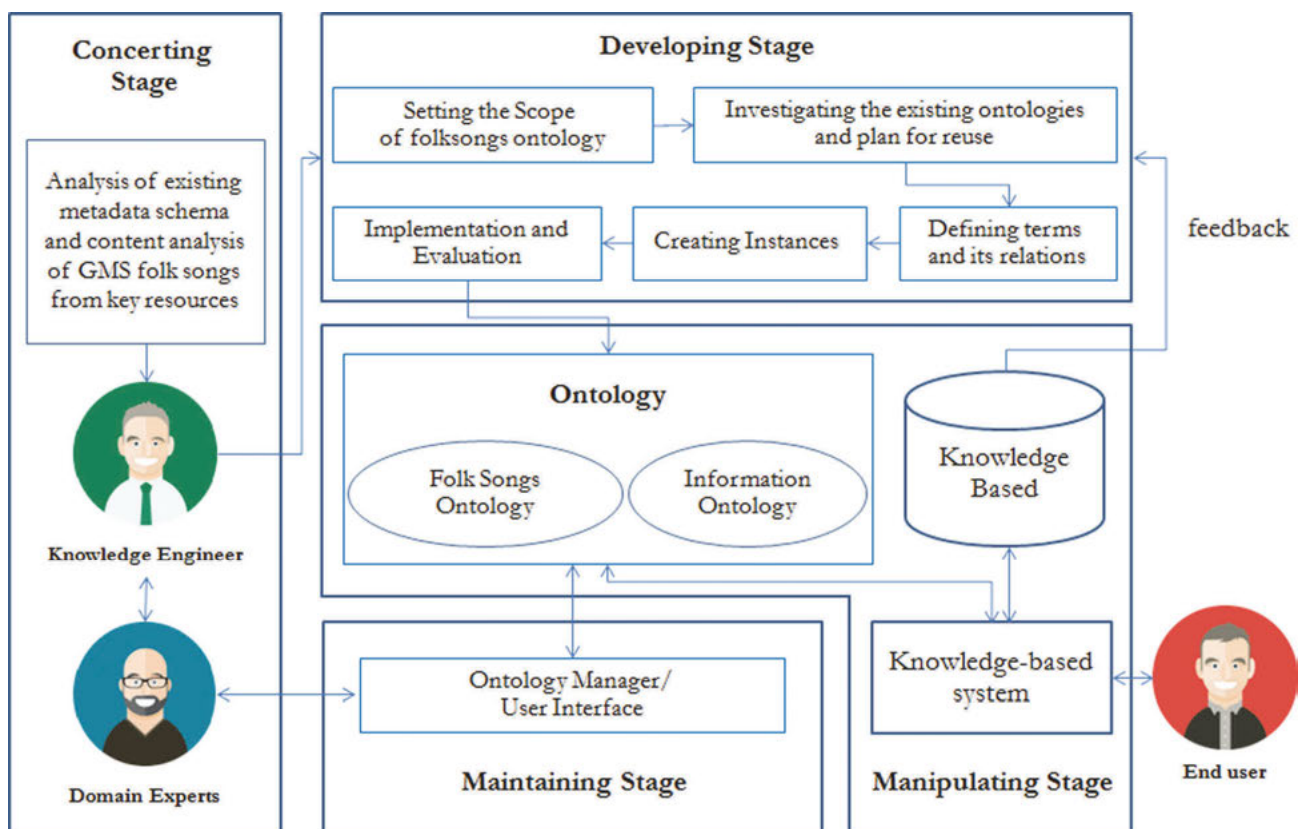 Concerting
Stage
Analysis of existing
metadata schema
and content analysis
of GMS folk songs
from key resources
Knowledge Engineer
Domain Experts
Developing Stage
Setting the Scope
of folksongs ontology
Investigating the existing ontologies
and plan for reuse
Implementation and
Evaluation
Creating Instances
Defining terms
and its relations
feedback
Ontology
Folk Songs
Ontology
Information
Ontology
Knowledge
Based
Ontology Manager/
User Interface
Maintaining Stage
Knowledge-based
system
Manipulating Stage
End user